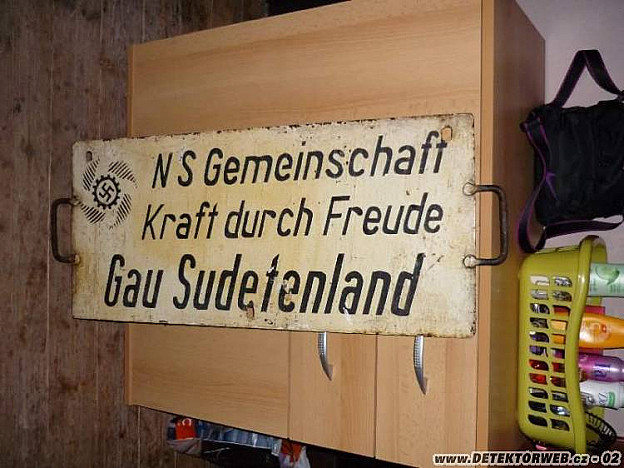 NS Gemeinschaft
Kraft durch Freude
Gau Sudetenland
www.DETEKTORWEB.cz - 02